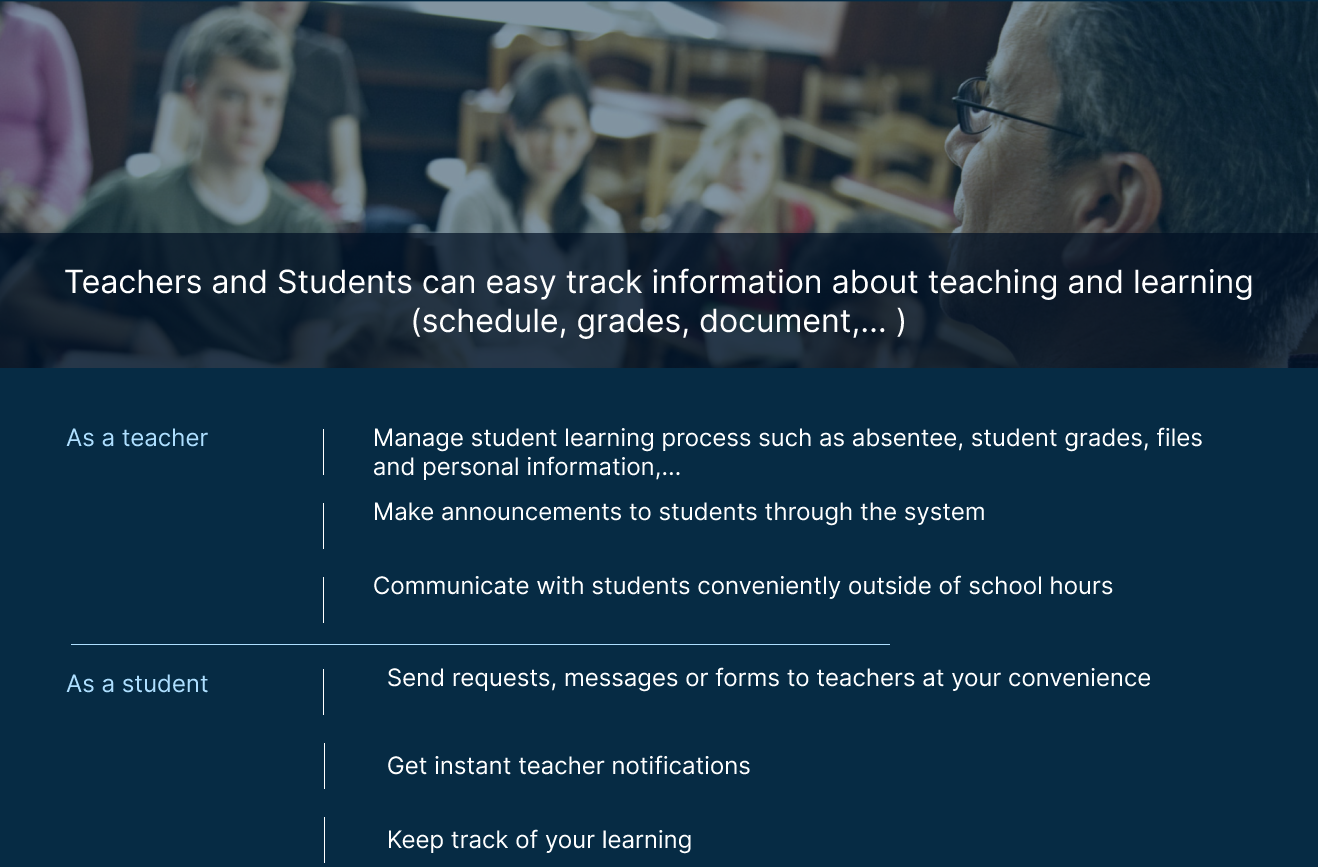 Teachers and Students can easy track information about teaching and learning
(schedule, grades, document,... )
As a teacher
Manage student learning process such as absentee, student grades, files
and personal information,...
Make announcements to students through the system
Communicate with students conveniently outside of school hours
As a student
Send requests, messages or forms to teachers at your convenience
Get instant teacher notifications
Keep track of your learning